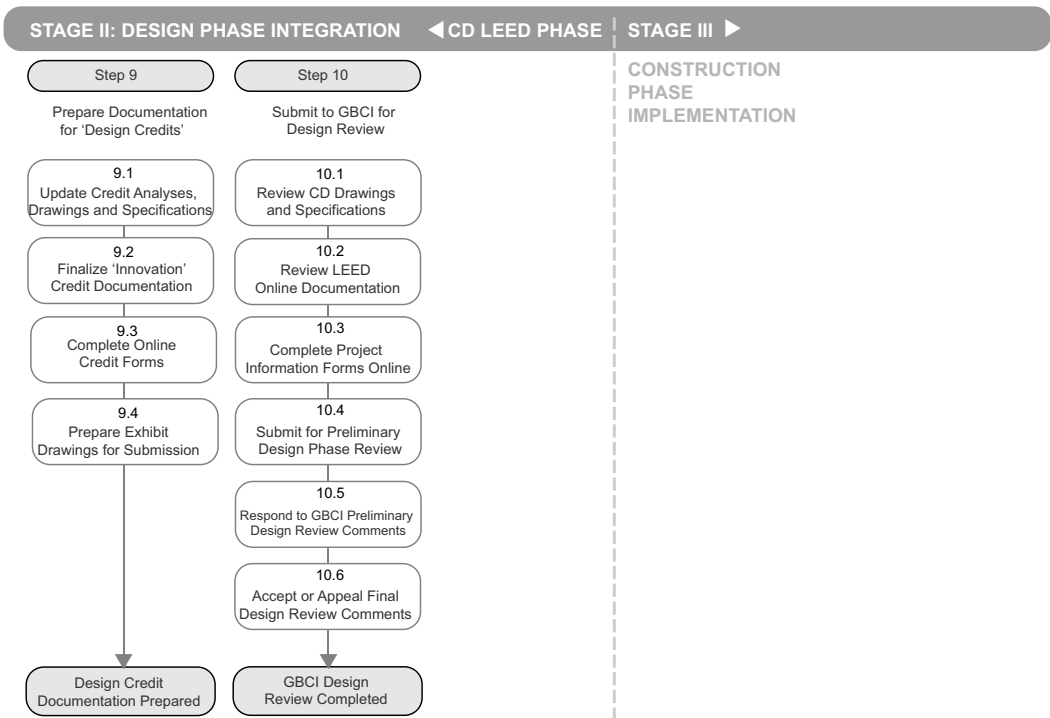 STAGE II: DESIGN PHASE INTEGRATION ◀CD LEED PHASE STAGE III ▶
Step 9
Prepare Documentation
for ‘Design Credits’
9.1
Update Credit Analyses,
Drawings and Specifications
9.2
Finalize ‘Innovation’
Credit Documentation
9.3
Complete Online
Credit Forms
9.4
Prepare Exhibit
Drawings for Submission
Design Credit
Documentation Prepared
Step 10
Submit to GBCI for
Design Review
10.1
Review CD Drawings
and Specifications
10.2
Review LEED
Online Documentation
10.3
Complete Project
Information Forms Online
10.4
Submit for Preliminary
Design Phase Review
10.5
Respond to GBCI Preliminary
Design Review Comments
10.6
Accept or Appeal Final
Design Review Comments
GBCI Design
Review Completed
CONSTRUCTION
PHASE
IMPLEMENTATION